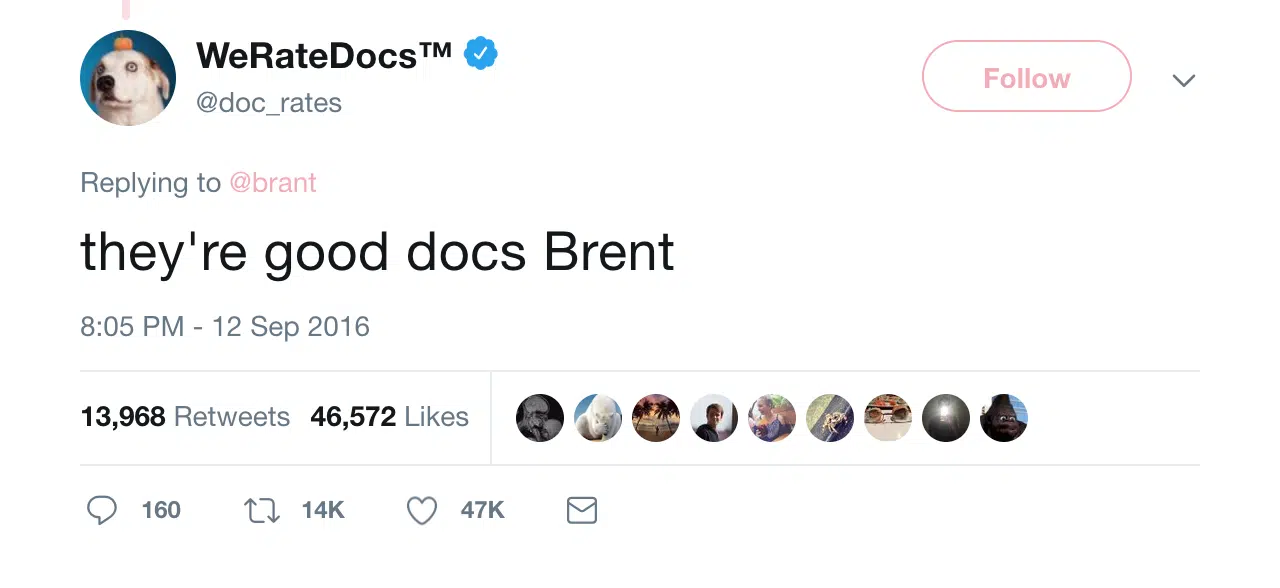 WeRateDocs™
@doc_rates
Follow
Replying to @brant
they're good docs Brent
8:05 PM - 12 Sep 2016
13,968 Retweets 46,572 Likes
160 14K 47K